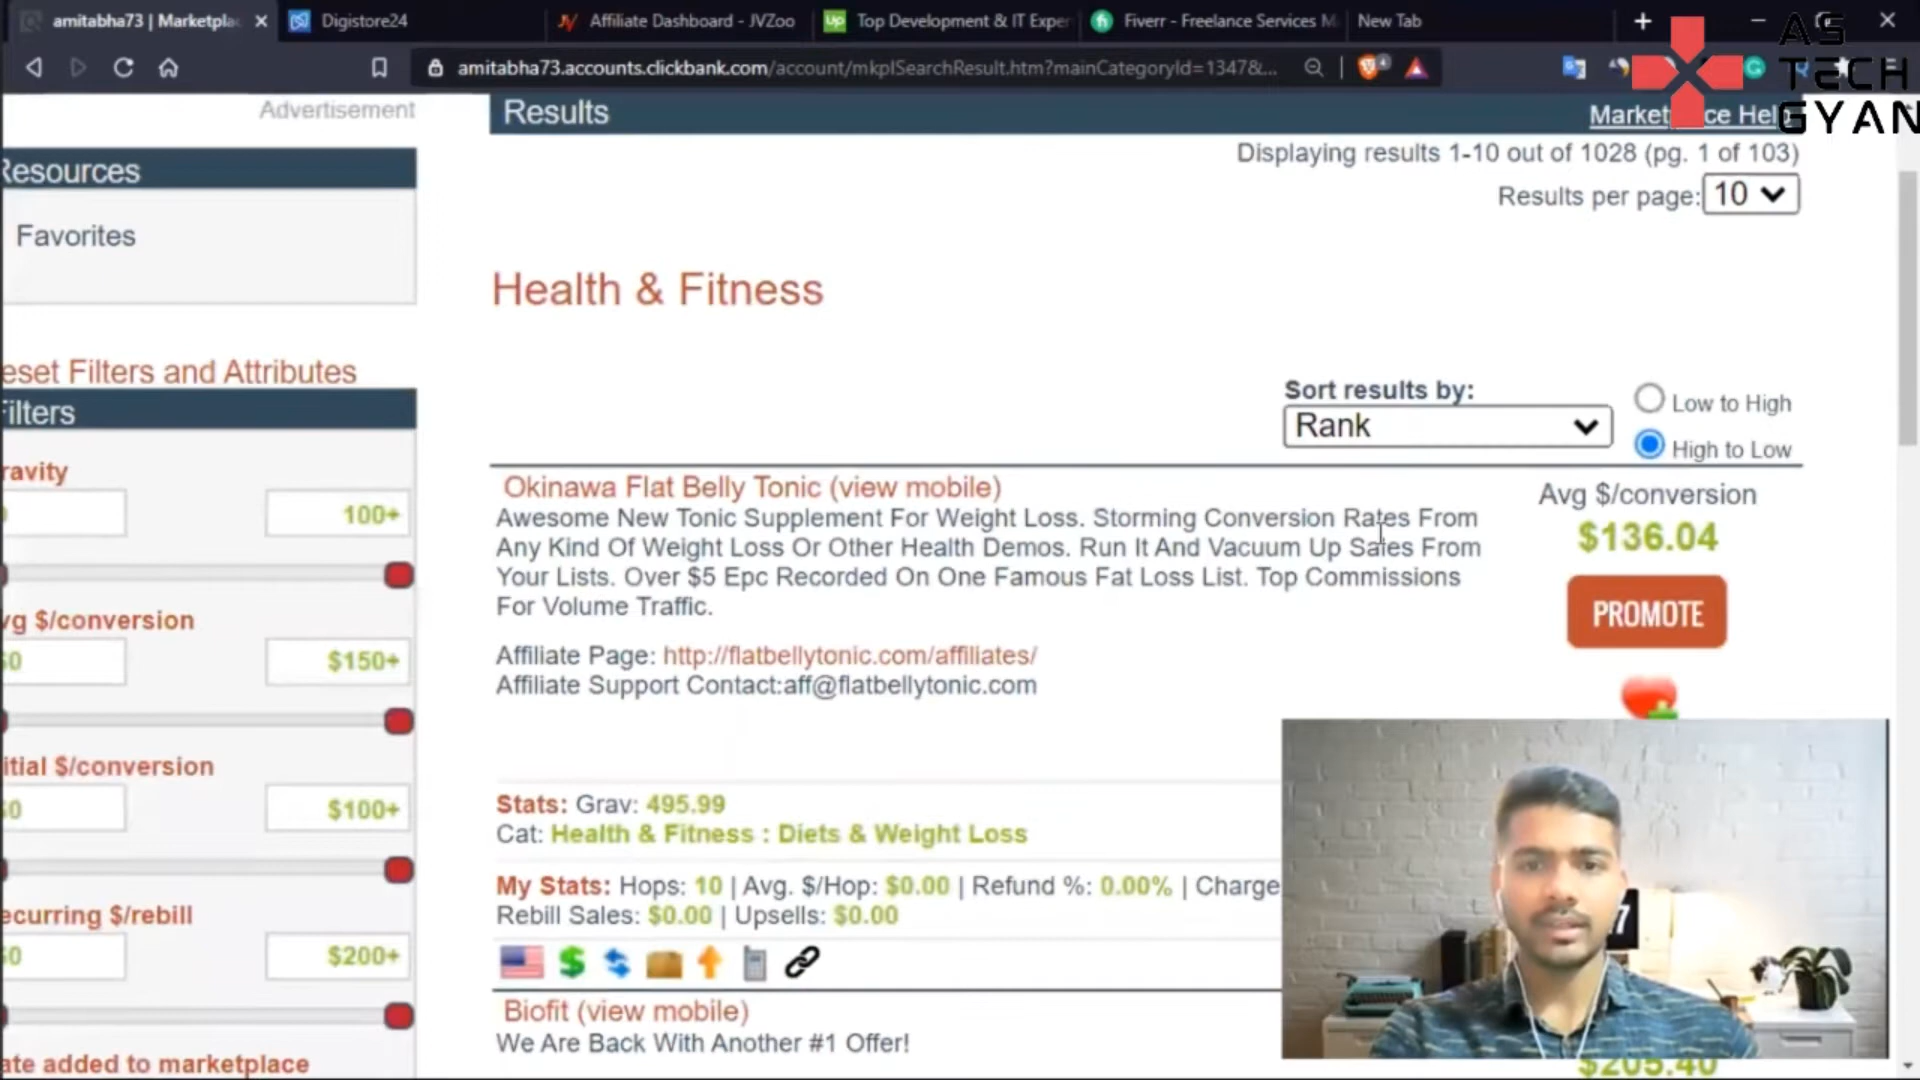 amitabha73 | Marketpla
Digistore24
Affiliate Dashboard - JVZoo
Top Development & IT Exper
Fiverr - Freelance Services M
New Tab
amitabha73.accounts.clickbank.com/account/mkplSearchResult.htm?mainCategoryId=1347&...
AS
TECH
GYAN
Advertisement
Results
Displaying results 1-10 out of 1028 (pg. 1 of 103)
Results per page: 10
Resources
Favorites
Health & Fitness
eset Filters and Attributes
Filters
Sort results by:
Rank
Low to High
High to Low
ravity
100+
vg $/conversion
$0
$150+
itial $/conversion
$0
$100+
ecurring $/rebill
$0
$200+
ate added to marketplace
Okinawa Flat Belly Tonic (view mobile)
Awesome New Tonic Supplement For Weight Loss. Storming Conversion Rates From
Any Kind Of Weight Loss Or Other Health Demos. Run It And Vacuum Up Sales From
Your Lists. Over $5 Epc Recorded On One Famous Fat Loss List. Top Commissions
For Volume Traffic.
Affiliate Page: http://flatbellytonic.com/affiliates/
Affiliate Support Contact:aff@flatbellytonic.com
Avg $/conversion
$136.04
PROMOTE
Stats: Grav: 495.99
Cat: Health & Fitness : Diets & Weight Loss
My Stats: Hops: 10 | Avg. $/Hop: $0.00 | Refund %: 0.00% | Charge
Rebill Sales: $0.00 | Upsells: $0.00
Biofit (view mobile)
We Are Back With Another #1 Offer!
$205.40
7